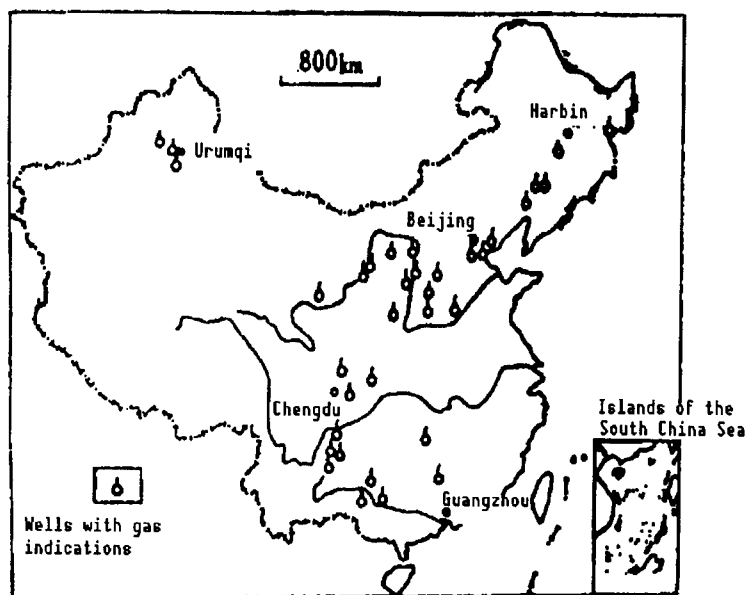 800km
Harbin
Urumqi
Beijing
Chengdu
Islands of the
South China Sea
Guangzhou
Wells with gas
indications